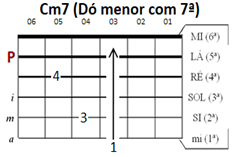 Cm7 (Dó menor com 7ª)
06 05 04 03 02 01
MI (6ª)
P LÁ (5ª)
4 RÉ (4ª)
i SOL (3ª)
m 3 SI (2ª)
a mi (1ª)
1